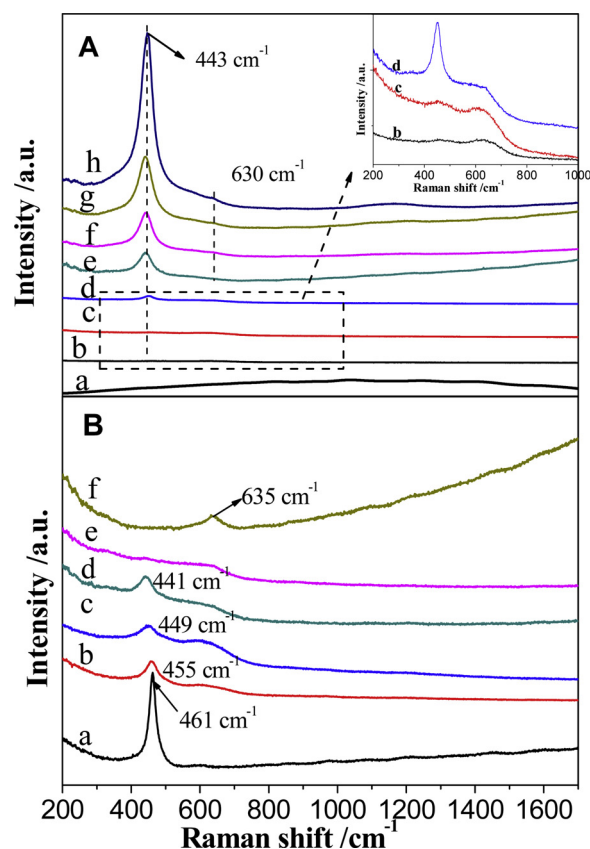 A
443 cm-1
630 cm-1
h
g
f
e
d
c
b
a
Intensity /a.u.
d
c
b
Intensity /a.u.
200 400 600 800 1000
Raman shift /cm
B
f
635 cm-1
e
d
441 cm-1
c
449 cm-1
b
455 cm-1
461 cm-1
a
Intensity /a.u.
200 400 600 800 1000 1200 1400 1600
Raman shift /cm-1